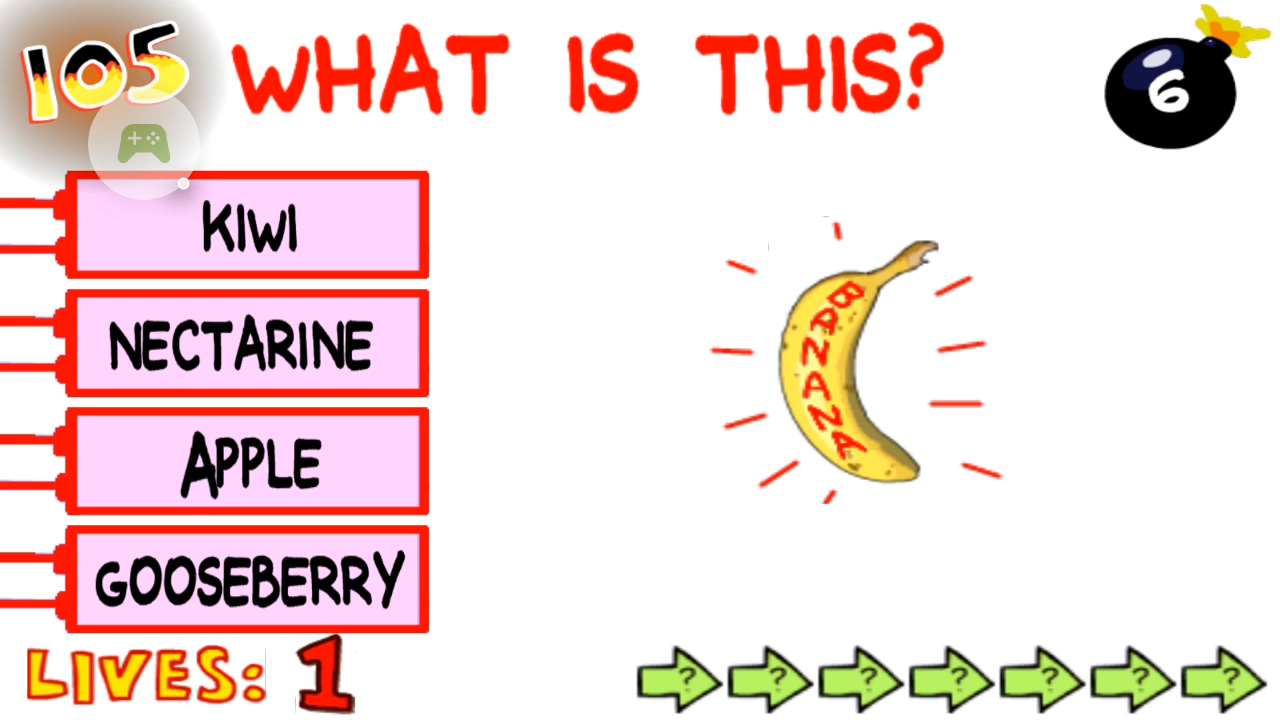 105 WHAT IS THIS?
6
KIWI
NECTARINE
APPLE
GOOSEBERRY
BANANA
LIVES: 1
? ? ? ? ? ? ?